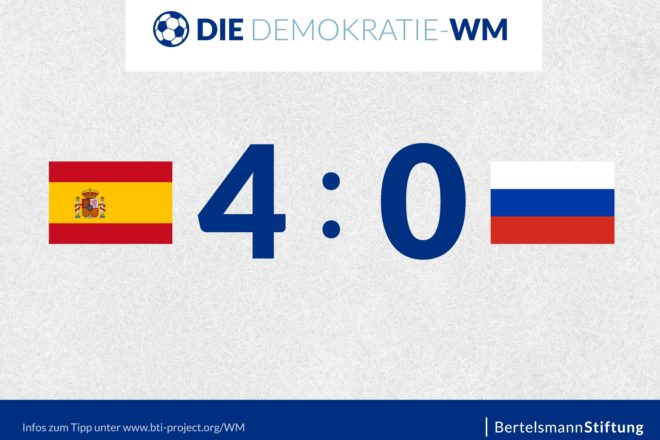 DIE DEMOKRATIE-WM
4 : 0
Infos zum Tipp unter www.bti-project.org/WM
BertelsmannStiftung